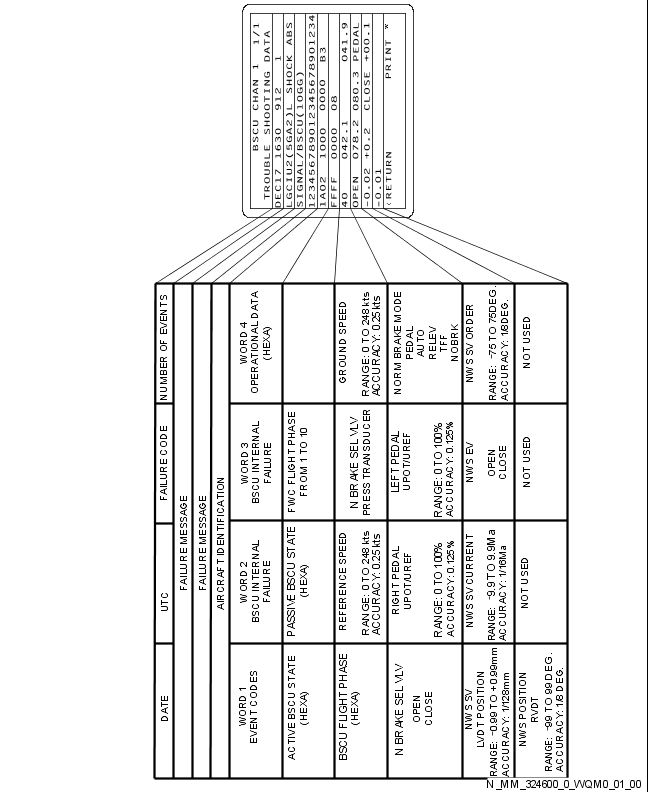 BSCU CHAN 1 1/1
TROUBLE SHOOTING DATA
DEC17 1630 912 1
LGCIU2(5GA2)L SHOCK ABS
SIGNAL/BSCU(10GG)
123456789012345678901234
1A02 1000 0000 B3
FFFF 0000 08
40 042.1 041.9
OPEN 078.2 080.3 PEDAL
-0.02 +0.2 CLOSE +00.1
-0.01
<RETURN PRINT *
DATE
UTC
FAILURE CODE
NUMBER OF EVENTS
FAILURE MESSAGE
FAILURE MESSAGE
AIRCRAFT IDENTIFICATION
WORD 1
EVENT CODES
WORD 2
BSCU INTERNAL
FAILURE
WORD 3
BSCU INTERNAL
FAILURE
WORD 4
OPERATIONAL DATA
(HEXA)
ACTIVE BSCU STATE
(HEXA)
PASSIVE BSCU STATE
(HEXA)
FWC FLIGHT PHASE
FROM 1 TO 10
BSCU FLIGHT PHASE
(HEXA)
REFERENCE SPEED
RANGE: 0 TO 248 kts
ACCURACY: 0.25 kts
N BRAKE SEL VLV
PRESS TRANSDUCER
GROUND SPEED
RANGE: 0 TO 248 kts
ACCURACY: 0.25 kts
N BRAKE SEL VLV
OPEN
CLOSE
RIGHT PEDAL
UPOT/UREF
RANGE: 0 TO 100%
ACCURACY: 0.125%
LEFT PEDAL
UPOT/UREF
RANGE: 0 TO 100%
ACCURACY: 0.125%
NORM BRAKE MODE
PEDAL
AUTO
RELEV
TFF
NOBRK
NWS SV
LVDT POSITION
RANGE: -0.99 TO +0.99mm
ACCURACY: 1/128mm
NWS SV CURRENT
RANGE: -9.9 TO 9.9Ma
ACCURACY: 1/16Ma
NWS EV
OPEN
CLOSE
NWS SV ORDER
RANGE: -75 TO 75DEG.
ACCURACY: 1/8DEG.
NWS POSITION
RVDT
RANGE: -99 TO 99 DEG.
ACCURACY: 1/8 DEG.
NOT USED
NOT USED
NOT USED
N_MM_324600_0_WQM0_01_00